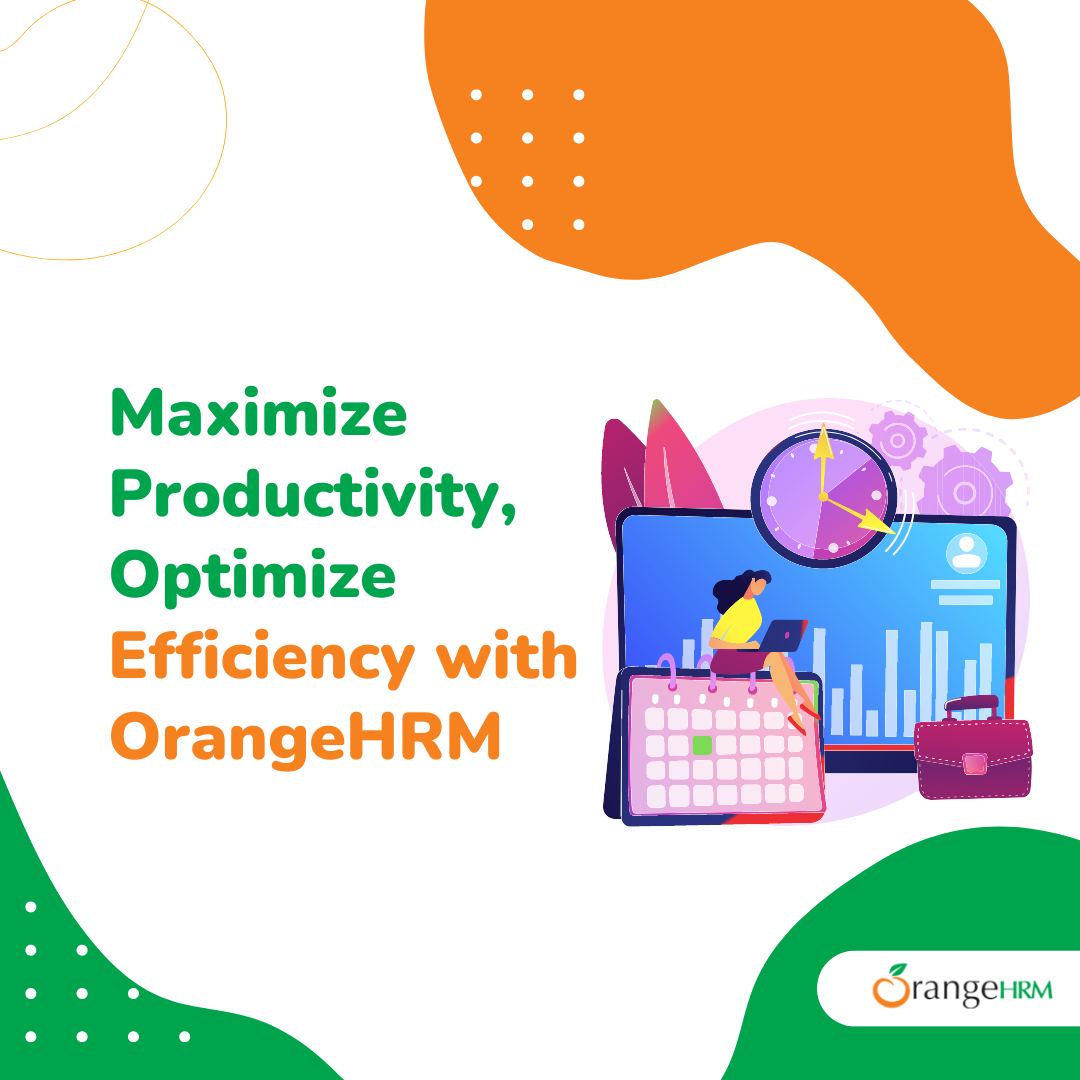 Maximize
Productivity,
Optimize
Efficiency with
OrangeHRM
OrangeHRM